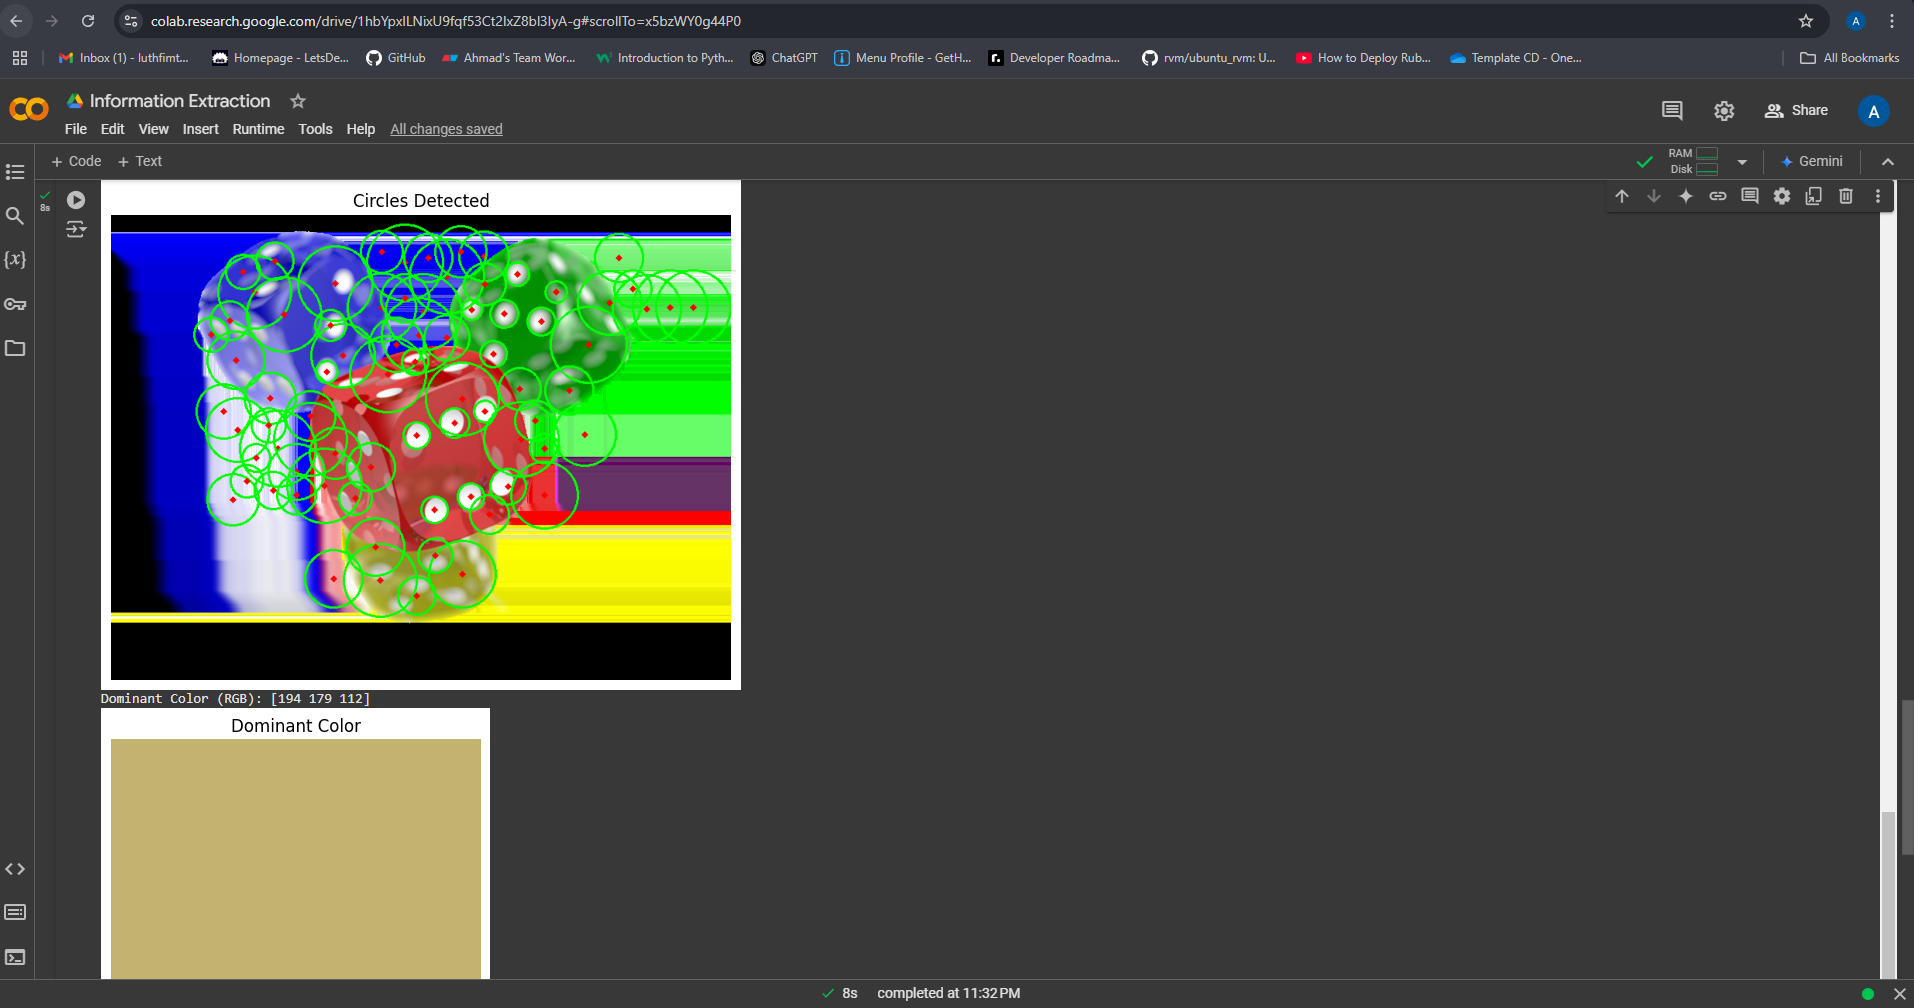 colab.research.google.com/drive/1hbYpxILNixU9fqf53Ct2IxZ8bl3IyA-g#scrollTo=x5bzWY0g44P0
A
Inbox (1) - luthfimt...
Homepage - LetsDe...
GitHub
Ahmad's Team Wor...
Introduction to Pyth...
ChatGPT
Menu Profile - GetH...
Developer Roadma...
rvm/ubuntu_rvm: U...
How to Deploy Rub...
Template CD - One...
All Bookmarks
Information Extraction
File Edit View Insert Runtime Tools Help All changes saved
Share
A
+ Code + Text
RAM
Disk
Gemini
{x}
8s
Circles Detected
Dominant Color (RGB): [194 179 112]
Dominant Color
8s completed at 11:32 PM